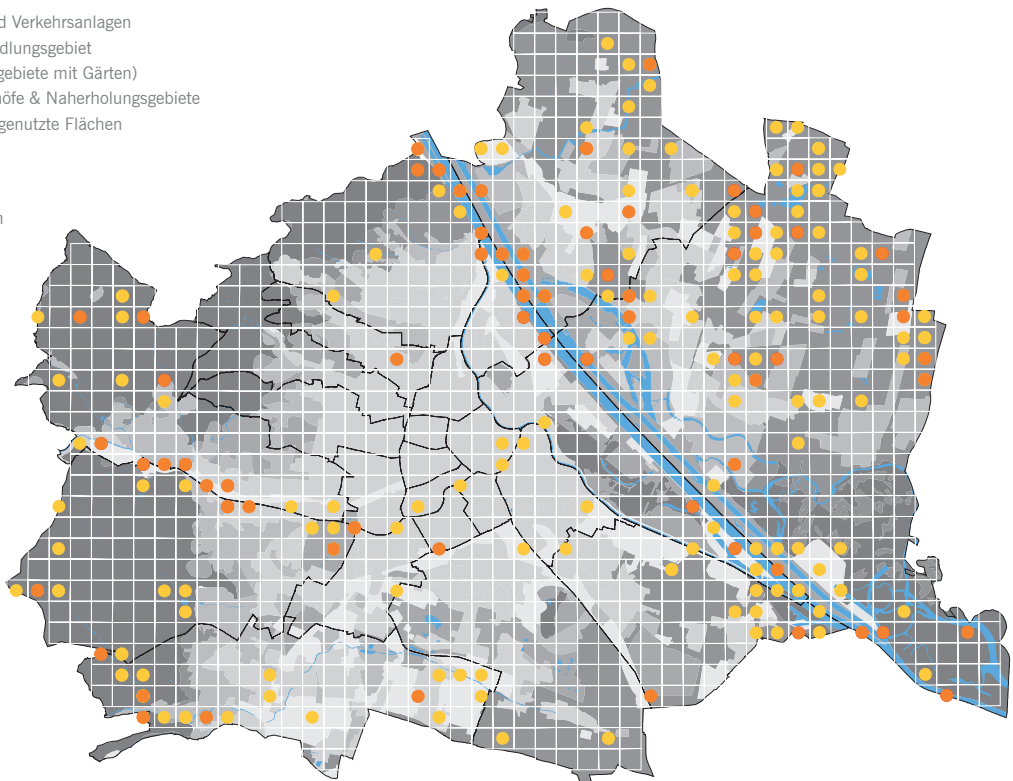 d Verkehrsanlagen
dlungsgebiet
gebiete mit Gärten)
höfe & Naherholungsgebiete
genutzte Flächen
n